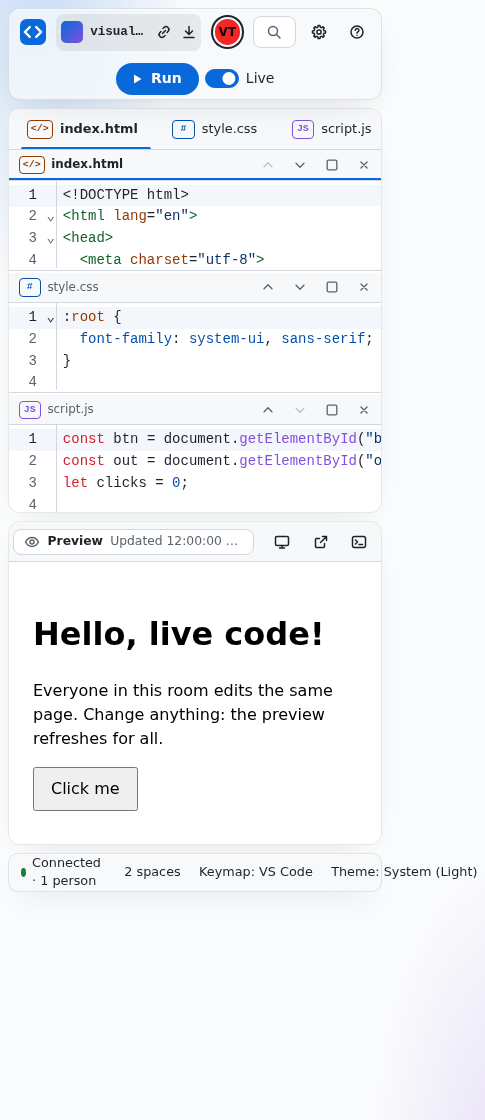 visual…
VT
Run
Live
</> index.html
# style.css
JS script.js
</> index.html
1 <!DOCTYPE html>
2 <html lang="en">
3 <head>
4 <meta charset="utf-8">
# style.css
1 :root {
2 font-family: system-ui, sans-serif;
3 }
4
JS script.js
1 const btn = document.getElementById("b
2 const out = document.getElementById("o
3 let clicks = 0;
4
Preview Updated 12:00:00 …
Hello, live code!
Everyone in this room edits the same
paper. Change anything: the preview
refreshes for all.
Click me
Connected
· 1 person
2 spaces
Keymap: VS Code
Theme: System (Light)